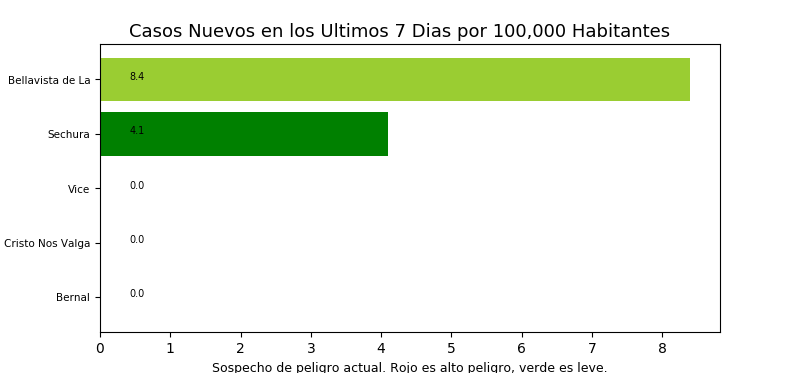 Casos Nuevos en los Ultimos 7 Dias por 100,000 Habitantes
Bellavista de La 8.4
Sechura 4.1
Vice 0.0
Cristo Nos Valga 0.0
Bernal 0.0
0 1 2 3 4 5 6 7 8
Sospecho de peligro actual. Rojo es alto peligro, verde es leve.